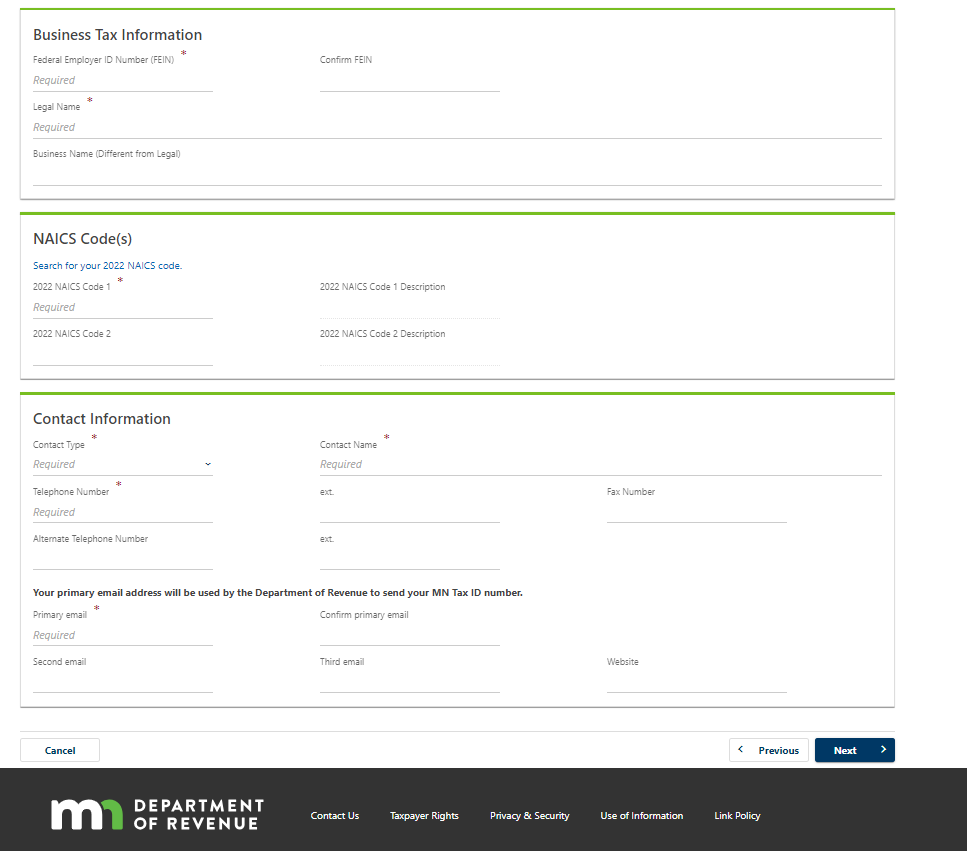 Business Tax Information
Federal Employer ID Number (FEIN) * Confirm FEIN
Required
Legal Name *
Required
Business Name (Different from Legal)
NAICS Code(s)
Search for your 2022 NAICS code.
2022 NAICS Code 1 * 2022 NAICS Code 1 Description
Required
2022 NAICS Code 2 2022 NAICS Code 2 Description
Contact Information
Contact Type * Contact Name *
Required Required
Telephone Number * ext. Fax Number
Required
Alternate Telephone Number ext.
Your primary email address will be used by the Department of Revenue to send your MN Tax ID number.
Primary email * Confirm primary email
Required
Second email Third email Website
Cancel < Previous Next >
mn DEPARTMENT
OF REVENUE
Contact Us Taxpayer Rights Privacy & Security Use of Information Link Policy